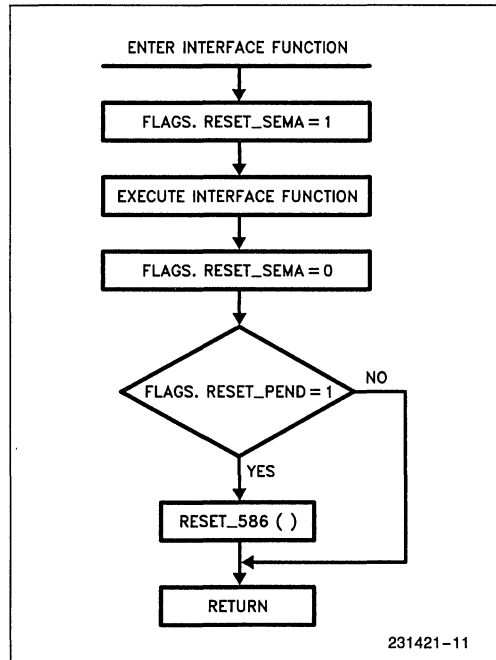 ENTER INTERFACE FUNCTION
FLAGS. RESET_SEMA = 1
EXECUTE INTERFACE FUNCTION
FLAGS. RESET_SEMA = 0
FLAGS. RESET_PEND = 1
NO
YES
RESET_586 ( )
RETURN
231421-11